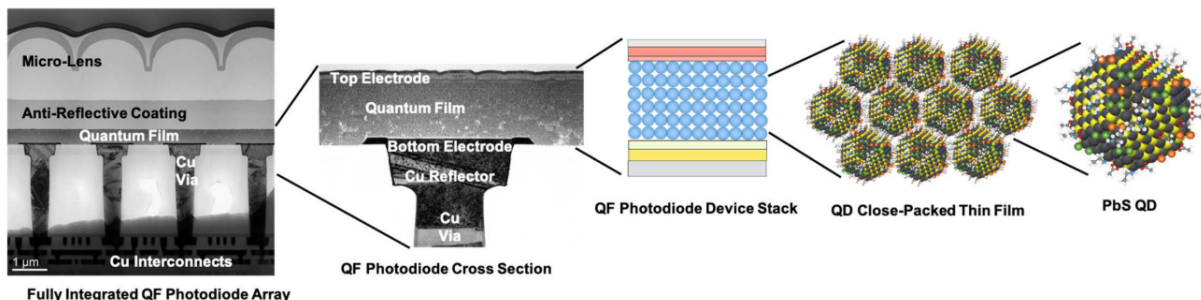 Micro-Lens
Anti-Reflective Coating
Quantum Film
Cu
Via
Cu Interconnects
1 µm
Fully Integrated QF Photodiode Array
Top Electrode
Quantum Film
Bottom Electrode
Cu Reflector
Cu
Via
QF Photodiode Cross Section
QF Photodiode Device Stack
QD Close-Packed Thin Film
PbS QD